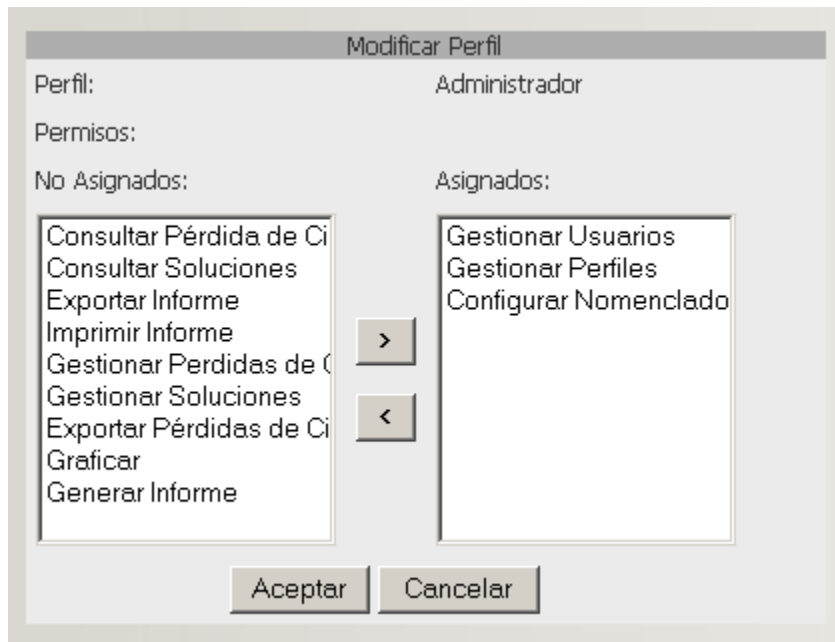 Modificar Perfil
Perfil: Administrador
Permisos:
No Asignados: Asignados:
Consultar Pérdida de Ci
Consultar Soluciones
Exportar Informe
Imprimir Informe
Gestionar Perdidas de C
Gestionar Soluciones
Exportar Pérdidas de Ci
Graficar
Generar Informe
>
<
Gestionar Usuarios
Gestionar Perfiles
Configurar Nomenclado
Aceptar Cancelar